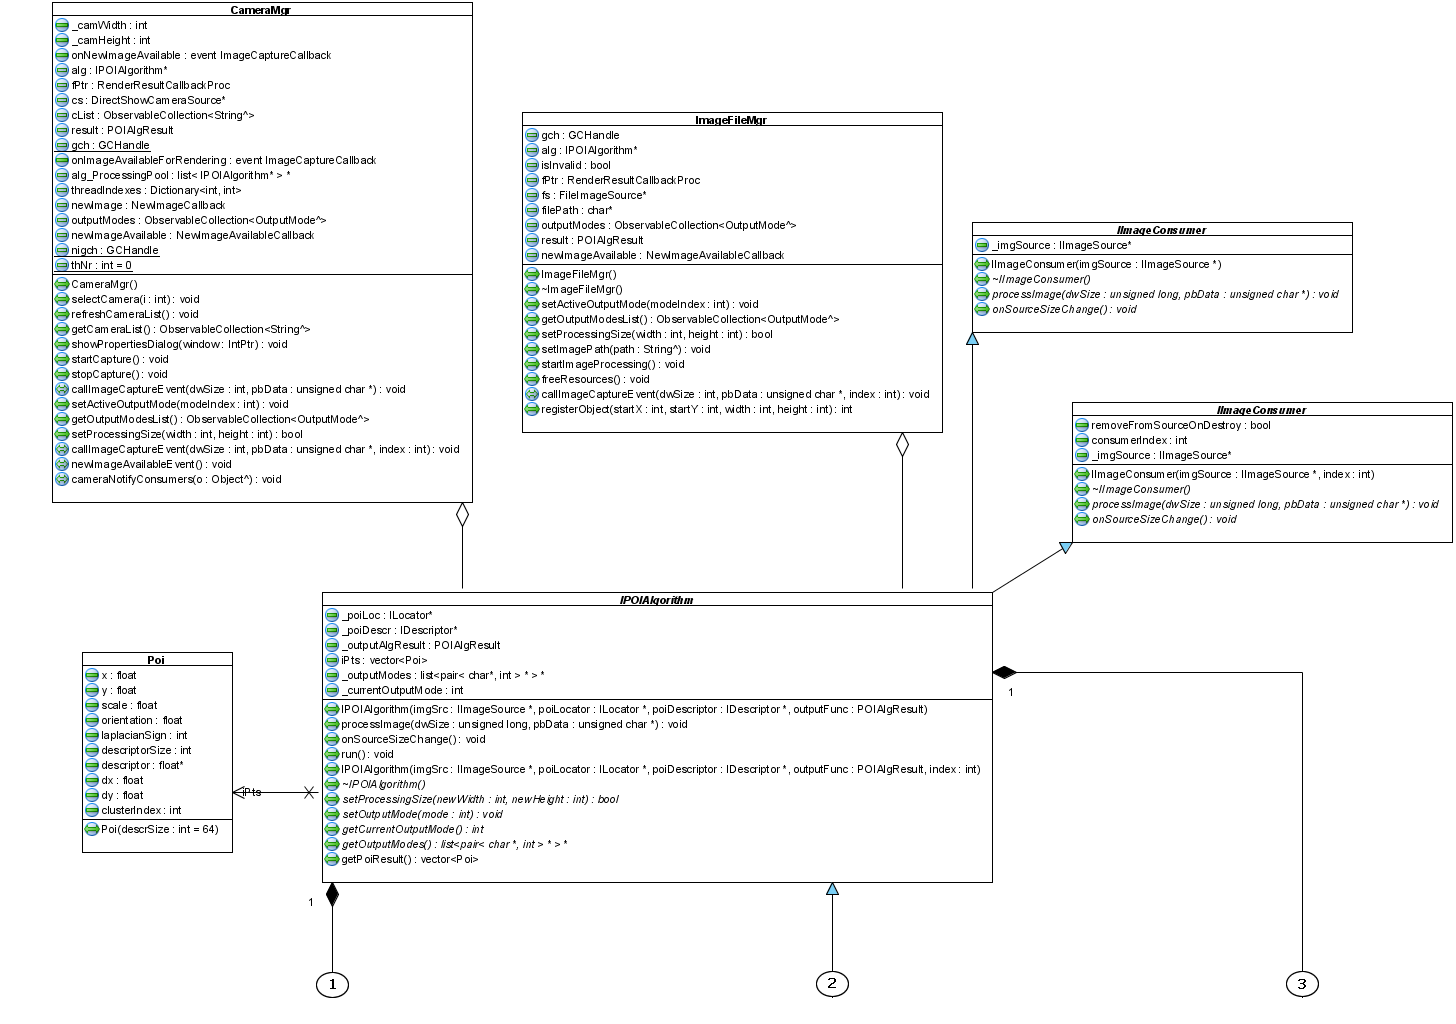 CameraMgr
_camWidth : int
_camHeight : int
onNewImageAvailable : event ImageCaptureCallback
alg : IPOIAlgorithm*
fPtr : RenderResultCallbackProc
cs : DirectShowCameraSource*
cList : ObservableCollection<String^>
result : POIAlgResult
gch : GCHandle
onImageAvailableForRendering : event ImageCaptureCallback
alg_ProcessingPool : list< IPOIAlgorithm* > *
threadIndexes : Dictionary<int, int>
newImage : NewImageCallback
outputModes : ObservableCollection<OutputMode^>
newImageAvailable : NewImageAvailableCallback
nigch : GCHandle
thNr : int = 0
CameraMgr()
selectCamera(i : int) : void
refreshCameraList() : void
getCameraList() : ObservableCollection<String^>
showPropertiesDialog(window : IntPtr) : void
startCapture() : void
stopCapture() : void
callImageCaptureEvent(dwSize : int, pbData : unsigned char *) : void
setActiveOutputMode(modeIndex : int) : void
getOutputModesList() : ObservableCollection<OutputMode^>
setProcessingSize(width : int, height : int) : bool
callImageCaptureEvent(dwSize : int, pbData : unsigned char *, index : int) : void
newImageAvailableEvent() : void
cameraNotifyConsumers(o : Object^) : void
ImageFileMgr
gch : GCHandle
alg : IPOIAlgorithm*
isInvalid : bool
fPtr : RenderResultCallbackProc
fs : FileImageSource*
filePath : char*
outputModes : ObservableCollection<OutputMode^>
result : POIAlgResult
newImageAvailable : NewImageAvailableCallback
ImageFileMgr()
~ImageFileMgr()
setActiveOutputMode(modeIndex : int) : void
getOutputModesList() : ObservableCollection<OutputMode^>
setProcessingSize(width : int, height : int) : bool
setImagePath(path : String^) : void
startImageProcessing() : void
freeResources() : void
callImageCaptureEvent(dwSize : int, pbData : unsigned char *, index : int) : void
registerObject(startX : int, startY : int, width : int, height : int) : int
IImageConsumer
_imgSource : IImageSource*
IImageConsumer(imgSource : IImageSource *)
~IImageConsumer()
processImage(dwSize : unsigned long, pbData : unsigned char *) : void
onSourceSizeChange() : void
IImageConsumer
removeFromSourceOnDestroy : bool
consumerIndex : int
_imgSource : IImageSource*
IImageConsumer(imgSource : IImageSource *, index : int)
~IImageConsumer()
processImage(dwSize : unsigned long, pbData : unsigned char *) : void
onSourceSizeChange() : void
IPOIAlgorithm
_poiLoc : ILocator*
_poiDescr : IDescriptor*
_outputAlgResult : POIAlgResult
iPts : vector<Poi>
_outputModes : list<pair< char*, int > * > *
_currentOutputMode : int
IPOIAlgorithm(imgSrc : IImageSource *, poiLocator : ILocator *, poiDescriptor : IDescriptor *, outputFunc : POIAlgResult)
processImage(dwSize : unsigned long, pbData : unsigned char *) : void
onSourceSizeChange() : void
run() : void
IPOIAlgorithm(imgSrc : IImageSource *, poiLocator : ILocator *, poiDescriptor : IDescriptor *, outputFunc : POIAlgResult, index : int)
~IPOIAlgorithm()
setProcessingSize(newWidth : int, newHeight : int) : bool
setOutputMode(mode : int) : void
getCurrentOutputMode() : int
getOutputModes() : list<pair< char *, int > * > *
getPoiResult() : vector<Poi>
Poi
x : float
y : float
scale : float
orientation : float
laplacianSign : int
descriptorSize : int
descriptor : float*
dx : float
dy : float
clusterIndex : int
Poi(descrSize : int = 64)
iPts
1
1
1
2
3